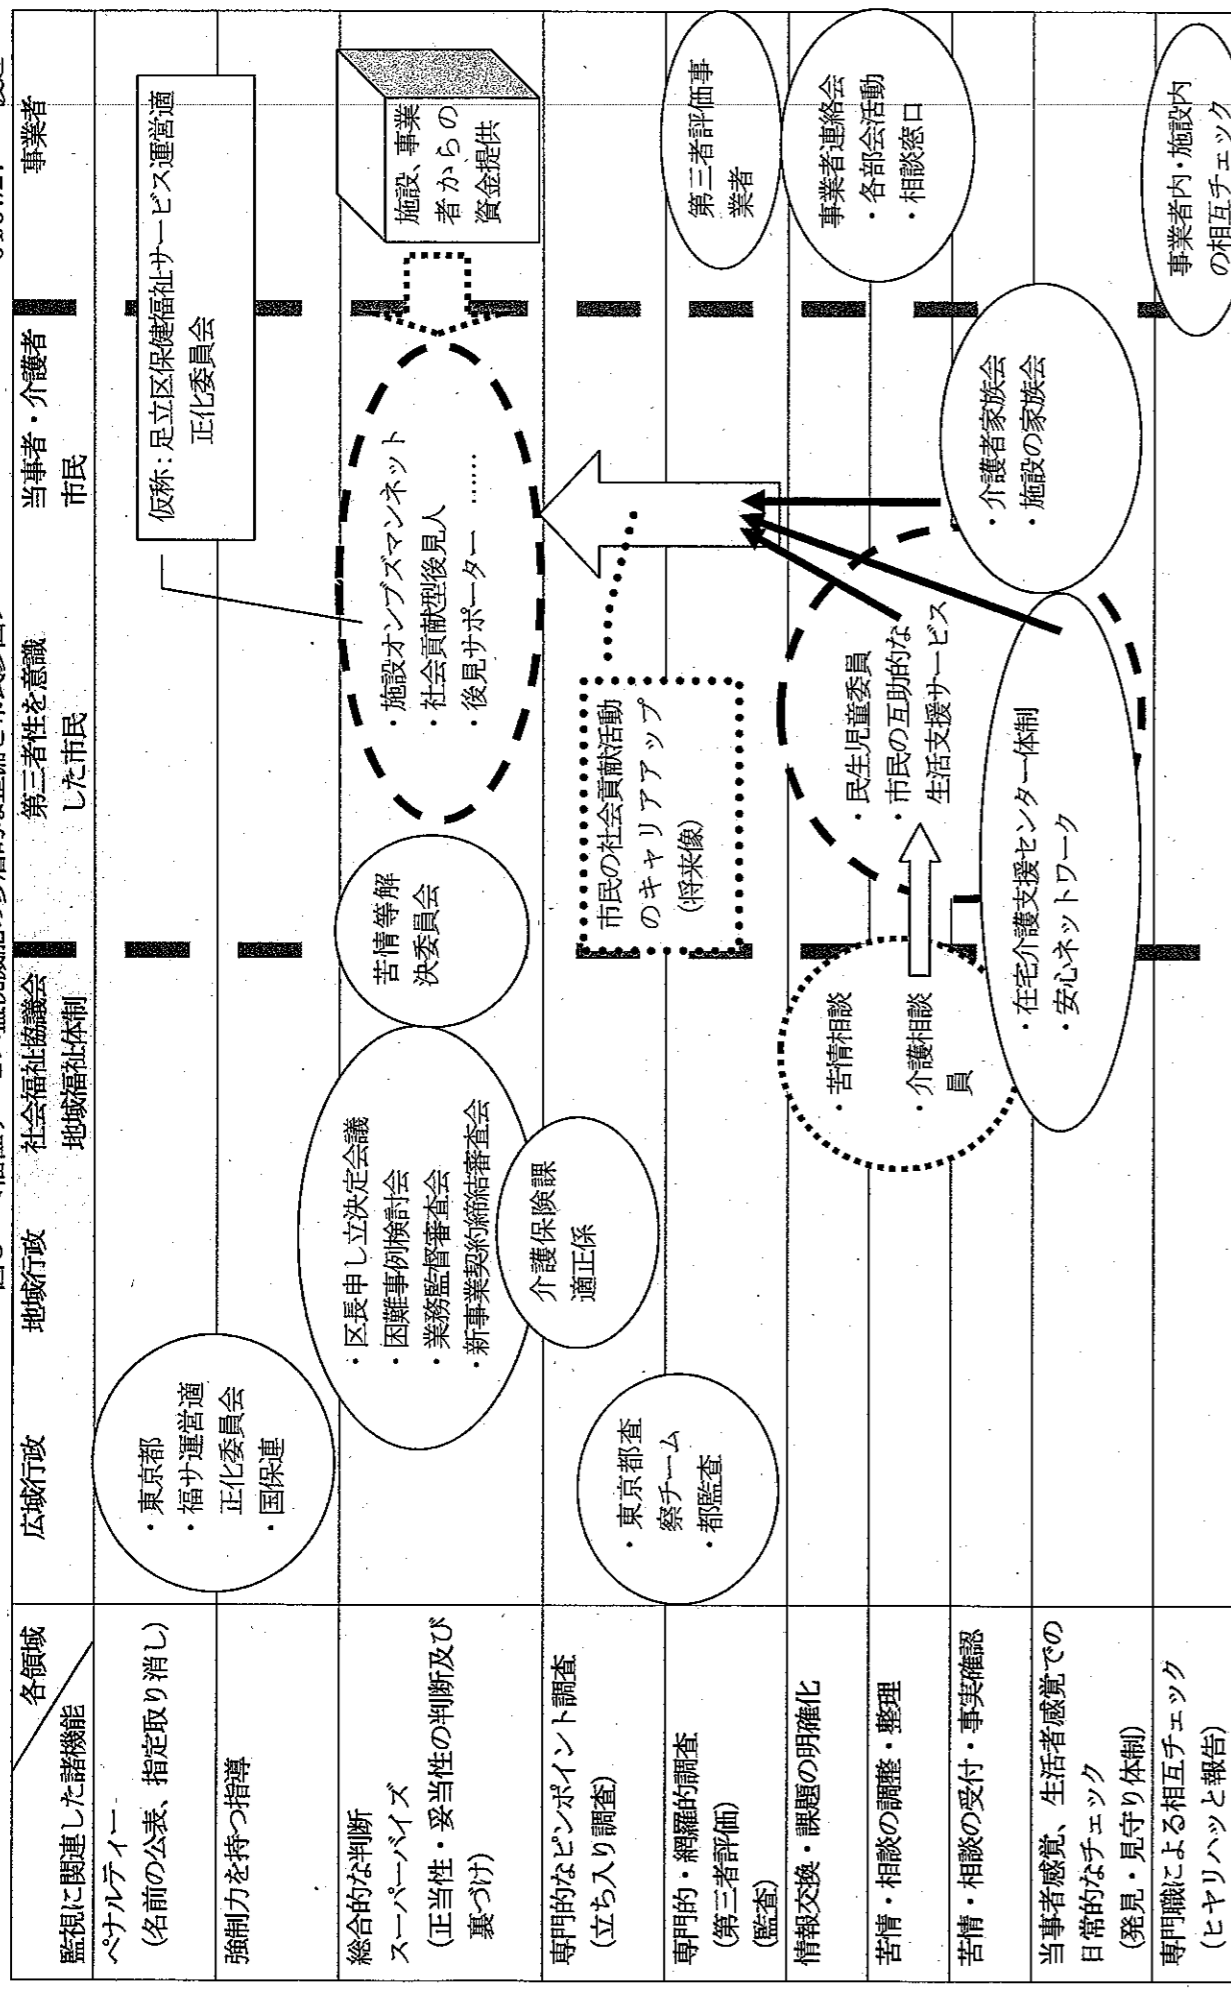 各領域
監視に関連した諸機能
広域行政
地域行政
社会福祉協議会
地域福祉体制
第三者性を意識
した市民
当事者・介護者
市民
事業者
ペナルティー
(名前の公表、指定取り消し)
強制力を持つ指導
総合的な判断
スーパーバイズ
(正当性・妥当性の判断及び
裏づけ)
専門的なピンポイント調査
(立ち入り調査)
専門的・網羅的調査
(第三者評価)
(監査)
情報交換・課題の明確化
苦情・相談の調整・整理
苦情・相談の受付・事実確認
当事者感覚、生活者感覚での
日常的なチェック
(発見・見守り体制)
専門職による相互チェック
(ヒヤリハッと報告)
・東京都
・福サ運営適
正化委員会
・国保連
仮称:足立区保健福祉サービス運営適
正化委員会
・区長申し立決定会議
・困難事例検討会
・業務監督審査会
・新事業契約締結審査会
苦情等解
決委員会
・施設オンブズマンネット
・社会貢献型後見人
・後見サポーター ……
施設、事業
者からの
資金提供
介護保険課
適正係
・東京都査
察チーム
・都監査
市民の社会貢献活動
のキャリアアップ
(将来像)
第三者評価事
業者
事業者連絡会
・各部会活動
・相談窓口
・苦情相談
・介護相談
員
・民生児童委員
・市民の互助的な
生活支援サービス
・介護者家族会
・施設の家族会
・在宅介護支援センター体制
・安心ネットワーク
事業者内・施設内
の相互チェック